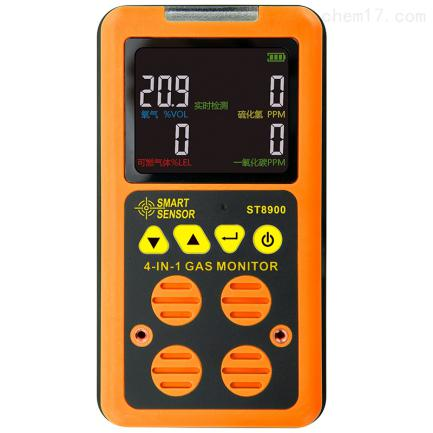 chem17.com
20.9 0
氧气 %VOL 实时检测 硫化氢 PPM
0 0
可燃气体%LEL 一氧化碳PPM
SMART
SENSOR ST8900
4-IN-1 GAS MONITOR